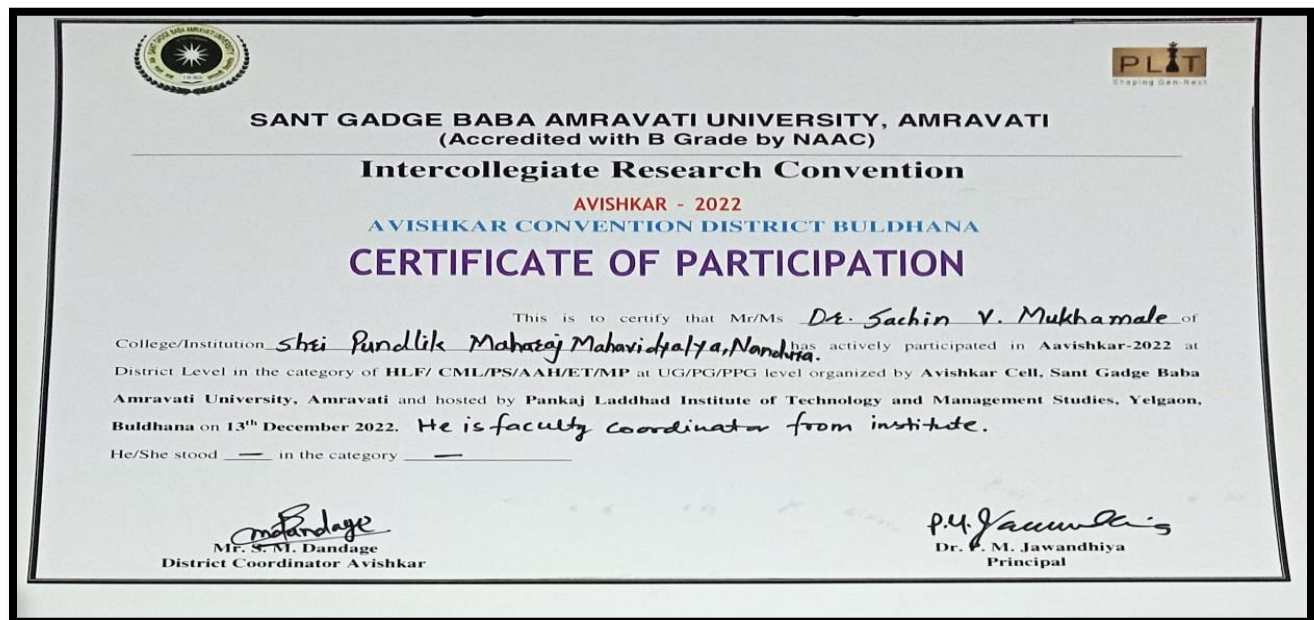 SANT GADGE BABA AMRAVATI UNIVERSITY
PLIT
Shaping Gen-Next
SANT GADGE BABA AMRAVATI UNIVERSITY, AMRAVATI
(Accredited with B Grade by NAAC)
Intercollegiate Research Convention
AVISHKAR - 2022
AVISHKAR CONVENTION DISTRICT BULDHANA
CERTIFICATE OF PARTICIPATION
This is to certify that Mr/Ms Dr. Sachin V. Mukhamale of
College/Institution Shri Pundlik Maharaj Mahavidyalya, Nandura. has actively participated in Aavishkar-2022 at
District Level in the category of HLF/ CML/PS/AAH/ET/MP at UG/PG/PPG level organized by Avishkar Cell, Sant Gadge Baba
Amravati University, Amravati and hosted by Pankaj Laddhad Institute of Technology and Management Studies, Yelgaon,
Buldhana on 13th December 2022. He is faculty coordinator from institute.
He/She stood — in the category —
Mr. S. M. Dandage
District Coordinator Avishkar
Dr. P. M. Jawandhiya
Principal